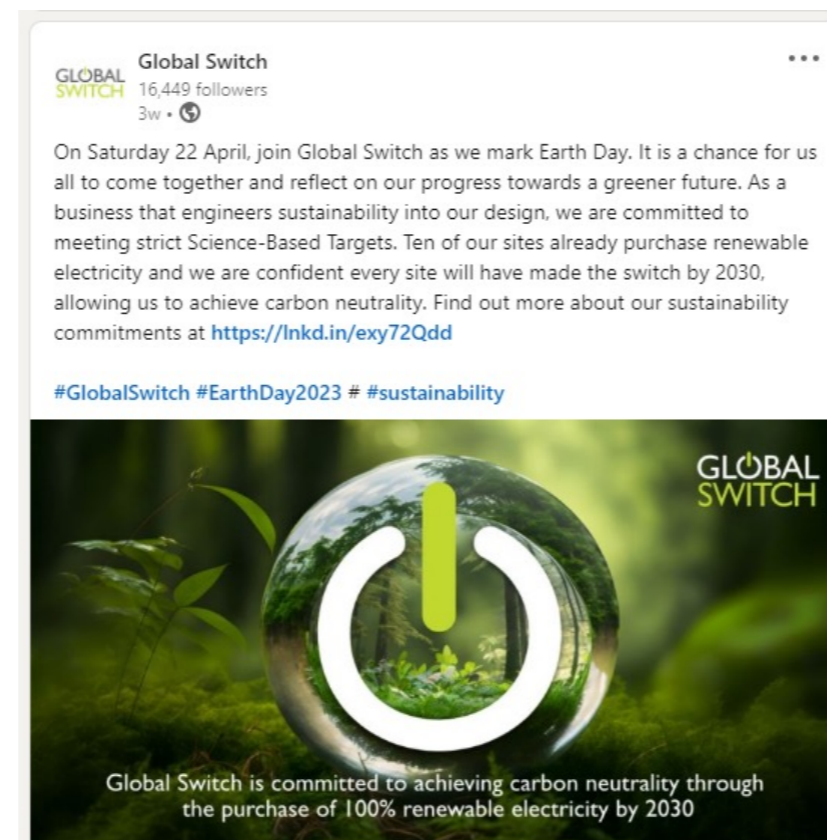 Global Switch
GLOBAL
SWITCH
16,449 followers
3w •
On Saturday 22 April, join Global Switch as we mark Earth Day. It is a chance for us
all to come together and reflect on our progress towards a greener future. As a
business that engineers sustainability into our design, we are committed to
meeting strict Science-Based Targets. Ten of our sites already purchase renewable
electricity and we are confident every site will have made the switch by 2030,
allowing us to achieve carbon neutrality. Find out more about our sustainability
commitments at https://lnkd.in/exy72Qdd
#GlobalSwitch #EarthDay2023 # #sustainability
GLOBAL
SWITCH
Global Switch is committed to achieving carbon neutrality through
the purchase of 100% renewable electricity by 2030